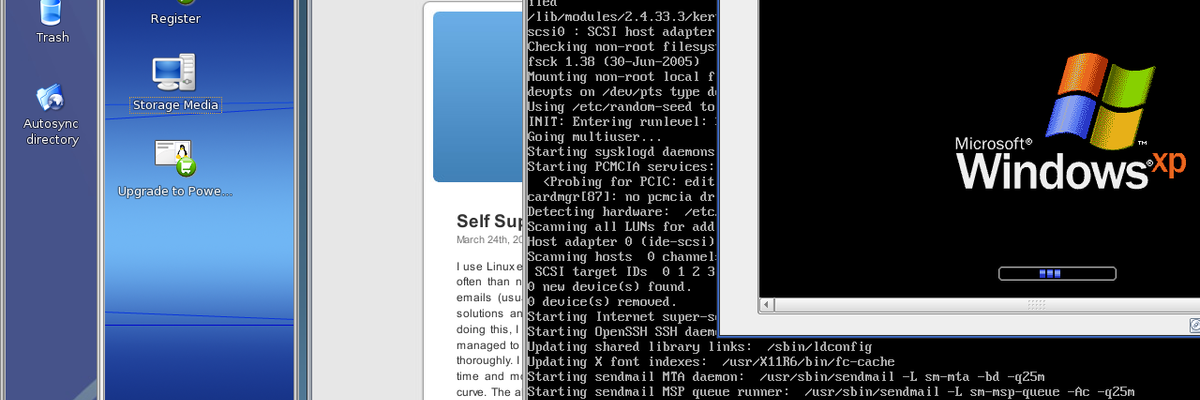 Trash
Autosync
directory
Register
Storage Media
Upgrade to Powe...
Self Sup
March 24th, 20
I use Linux
often than n
emails (usu
solutions an
doing this, I
managed to
thoroughly. I
time and mo
curve. The a
/lib/modules/2.4.33.3/ker
scsi0 : SCSI host adapter
Checking non-root filesys
fsck 1.38 (30-Jun-2005)
Mounting non-root local f
devpts on /dev/pts type d
Using /etc/random-seed to
INIT: Entering runlevel:
Going multiuser...
Starting sysklogd daemons
Starting PCMCIA services:
<Probing for PCIC: edit
cardmgr[87]: no pcmcia dr
Detecting hardware: /etc
Scanning all LUNs for add
Host adapter 0 (ide-scsi)
Scanning hosts 0 channel
SCSI target IDs 0 1 2 3
0 new device(s) found.
0 device(s) removed.
Starting Internet super-s
Starting OpenSSH SSH daem
Updating shared library links: /sbin/ldconfig
Updating X font indexes: /usr/X11R6/bin/fc-cache
Starting sendmail MTA daemon: /usr/sbin/sendmail -L sm-mta -bd -q25m
Starting sendmail MSP queue runner: /usr/sbin/sendmail -L sm-msp-queue -Ac -q25m
Microsoft®
Windows xp
™